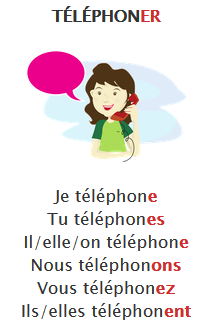 TÉLÉPHONER
Je téléphone
Tu téléphones
Il/elle/on téléphone
Nous téléphonons
Vous téléphonez
Ils/elles téléphonent